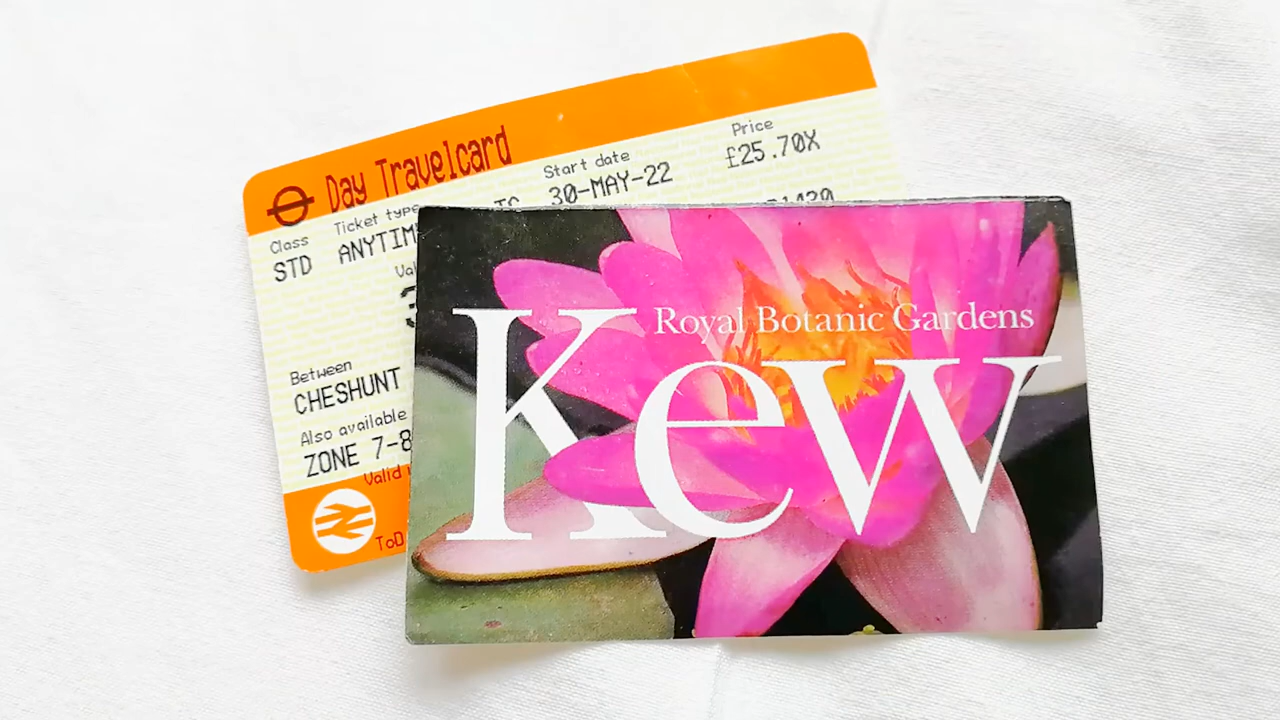 Day Travelcard
Class Ticket type Start date Price
STD ANYTIM 30-MAY-22 £25.70X
Between
CHESHUNT
Also available
ZONE 7-8
Valid
ToD
Royal Botanic Gardens
Kew